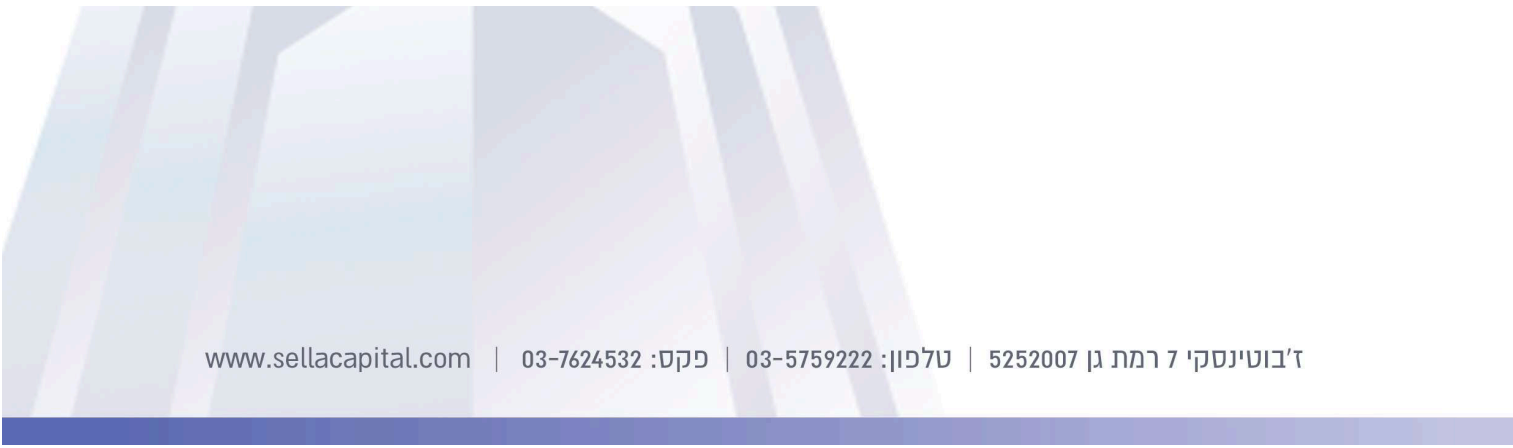 ז'בוטינסקי 7 רמת גן 5252007 | טלפון: 03-5759222 | פקס: 03-7624532 | www.sellacapital.com